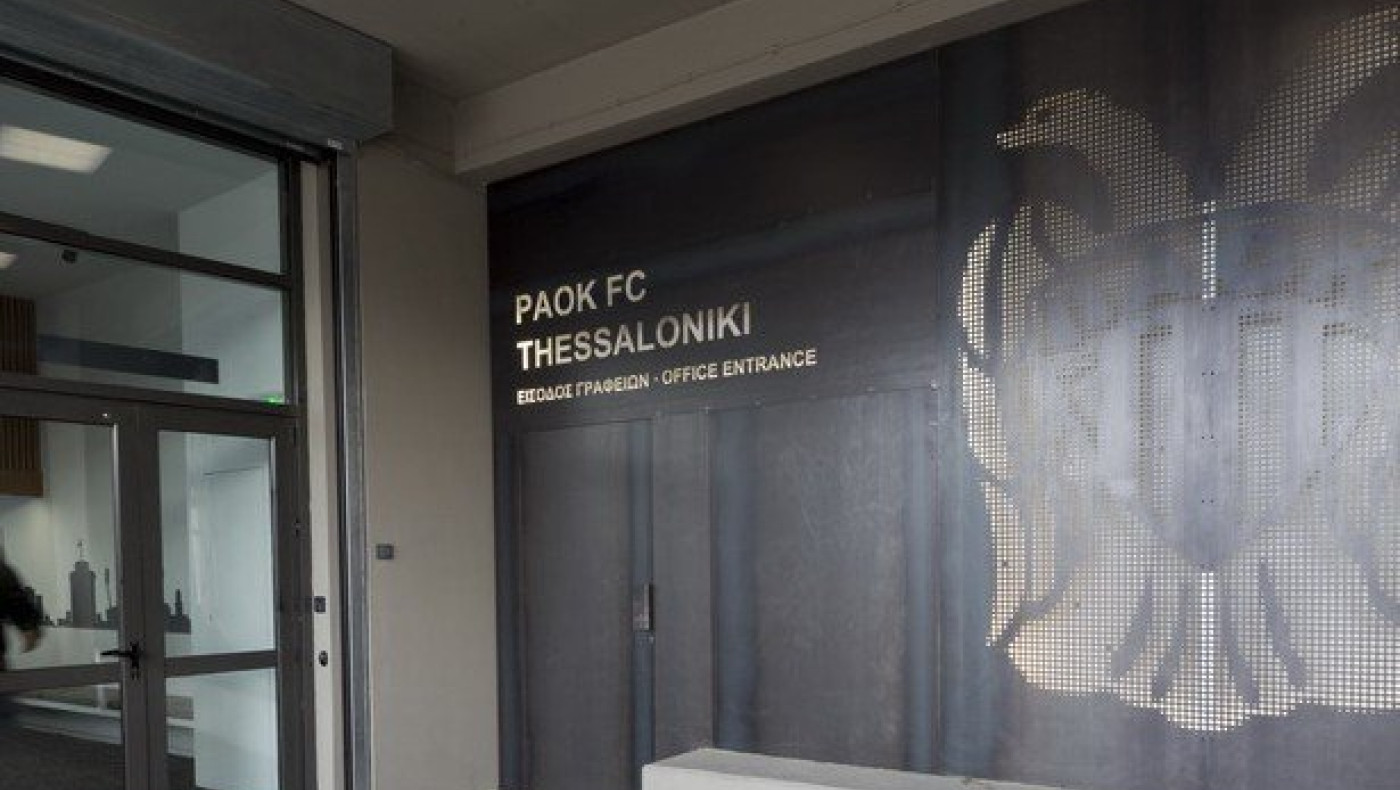 PAOK FC
THESSALONIKI
ΕΙΣΟΔΟΣ ΓΡΑΦΕΙΩΝ · OFFICE ENTRANCE